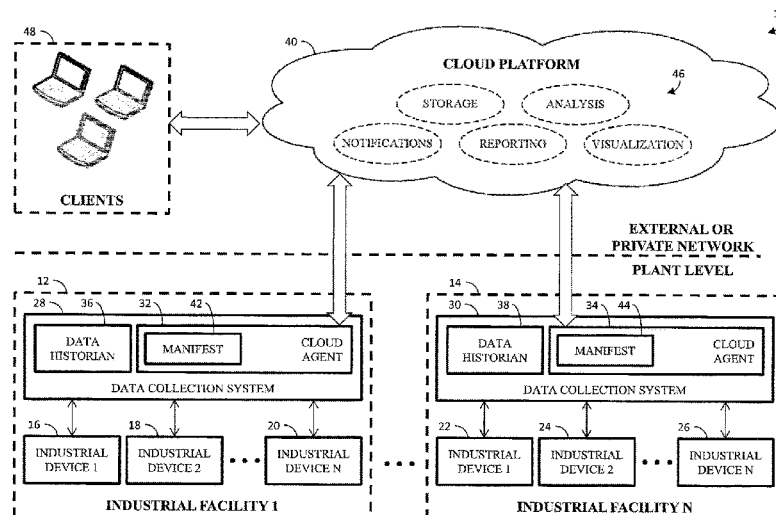 48
40
CLOUD PLATFORM
46
STORAGE
ANALYSIS
NOTIFICATIONS
REPORTING
VISUALIZATION
CLIENTS
EXTERNAL OR
PRIVATE NETWORK
PLANT LEVEL
12
28
36
32
42
DATA
HISTORIAN
MANIFEST
CLOUD
AGENT
DATA COLLECTION SYSTEM
16
INDUSTRIAL
DEVICE 1
18
INDUSTRIAL
DEVICE 2
20
INDUSTRIAL
DEVICE N
INDUSTRIAL FACILITY 1
14
30
38
34
44
DATA
HISTORIAN
MANIFEST
CLOUD
AGENT
DATA COLLECTION SYSTEM
22
INDUSTRIAL
DEVICE 1
24
INDUSTRIAL
DEVICE 2
26
INDUSTRIAL
DEVICE N
INDUSTRIAL FACILITY N